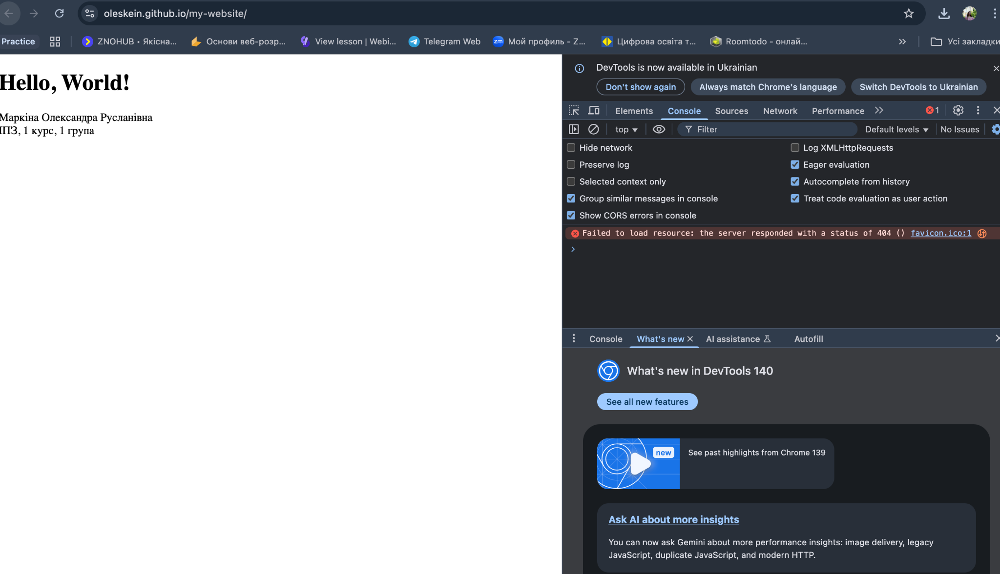 oleskein.github.io/my-website/
Practice ZNOHUB • Якісна... Основи веб-розр... View lesson | Webi... Telegram Web zm Мой профиль - Z... Цифрова освіта т... Roomtodo - онлай... Усі закладки
Hello, World!
Маркіна Олександра Русланівна
ІПЗ, 1 курс, 1 група
DevTools is now available in Ukrainian
Don't show again Always match Chrome's language Switch DevTools to Ukrainian
Elements Console Sources Network Performance 1
top Filter Default levels No Issues
Hide network Log XMLHttpRequests
Preserve log Eager evaluation
Selected context only Autocomplete from history
Group similar messages in console Treat code evaluation as user action
Show CORS errors in console
Failed to load resource: the server responded with a status of 404 () favicon.ico:1
Console What's new AI assistance Autofill
What's new in DevTools 140
See all new features
new See past highlights from Chrome 139
Ask AI about more insights
You can now ask Gemini about more performance insights: image delivery, legacy
JavaScript, duplicate JavaScript, and modern HTTP.